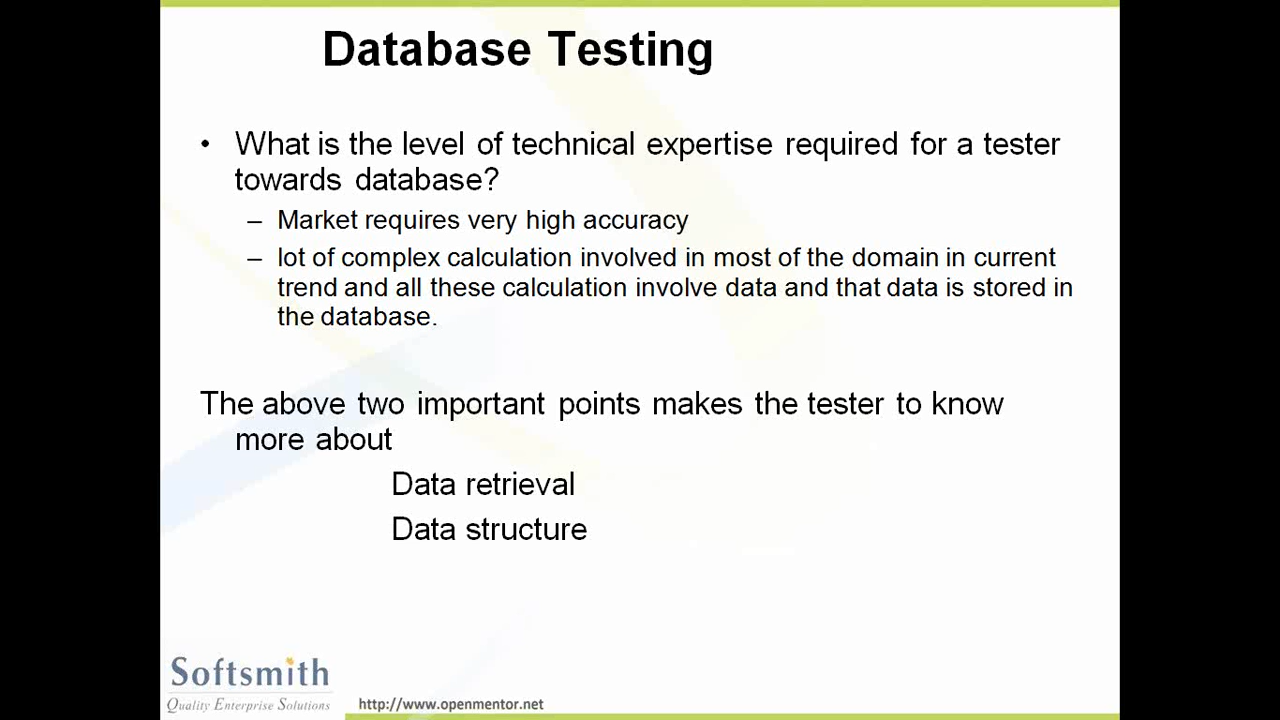 Database Testing
• What is the level of technical expertise required for a tester
towards database?
– Market requires very high accuracy
– lot of complex calculation involved in most of the domain in current
trend and all these calculation involve data and that data is stored in
the database.
The above two important points makes the tester to know
more about
Data retrieval
Data structure
Softsmith
Quality Enterprise Solutions
http://www.openmentor.net